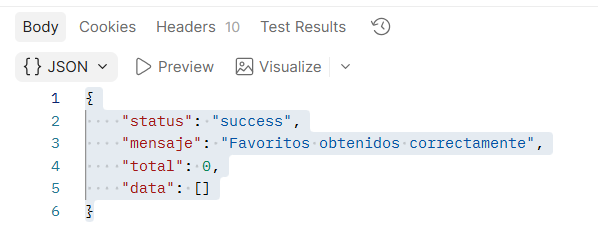 Body Cookies Headers 10 Test Results
{} JSON Preview Visualize
1 {
2 "status": "success",
3 "mensaje": "Favoritos obtenidos correctamente",
4 "total": 0,
5 "data": []
6 }